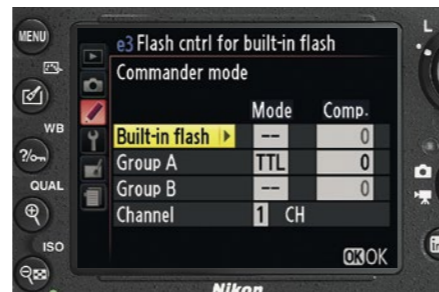 MENU
e3 Flash cntrl for built-in flash
Commander mode
Mode Comp.
Built-in flash -- 0
Group A TTL 0
Group B -- 0
Channel 1 CH
OK OK
WB
?
QUAL
ISO
L
Nikon